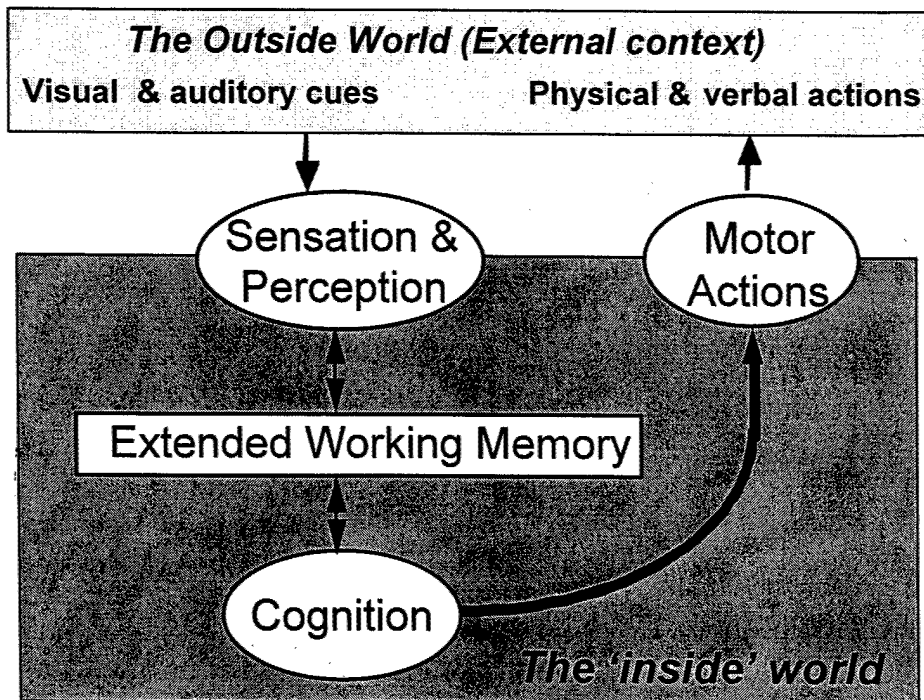 The Outside World (External context)
Visual & auditory cues
Physical & verbal actions
Sensation &
Perception
Motor
Actions
Extended Working Memory
Cognition
The 'inside' world